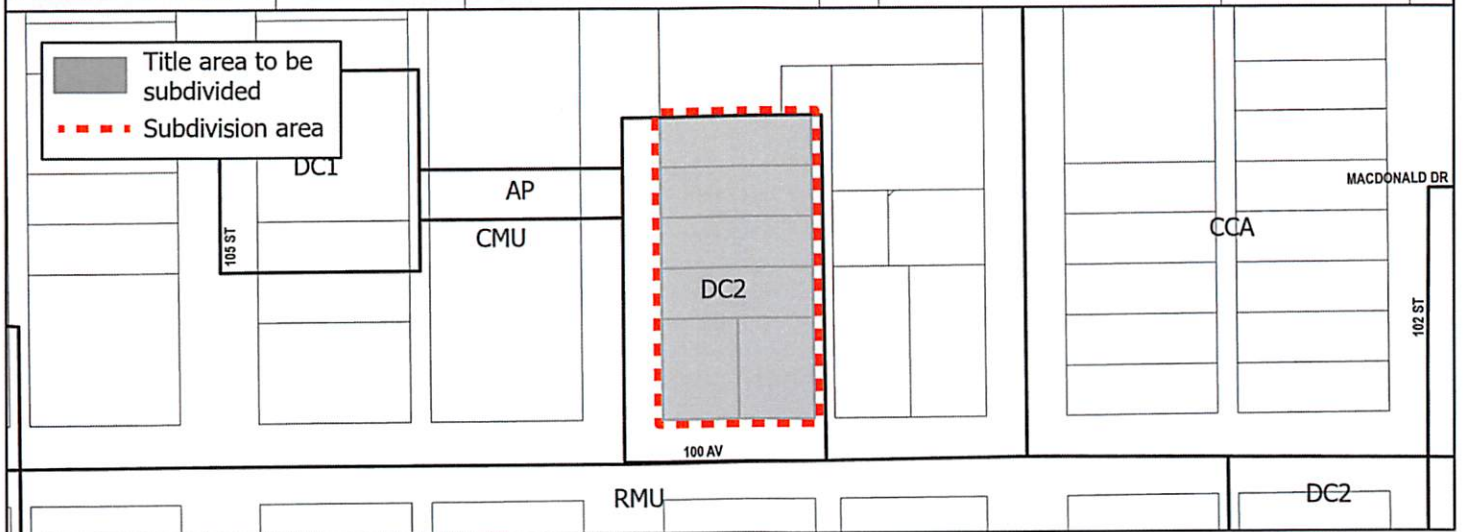 Title area to be
subdivided
Subdivision area
DC1
AP
MACDONALD DR
CMU
CCA
105 ST
DC2
102 ST
100 AV
RMU
DC2